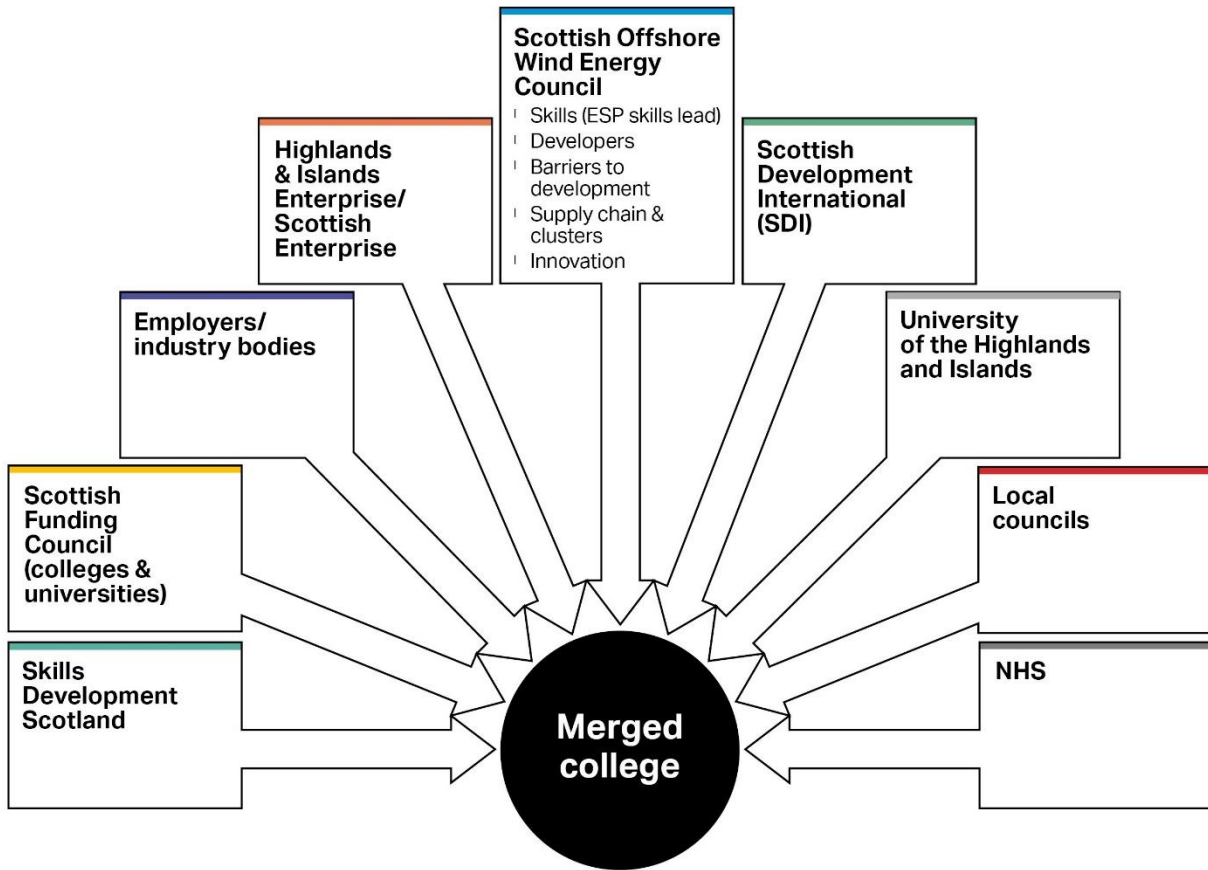 Scottish Offshore
Wind Energy
Council
Skills (ESP skills lead)
Developers
Barriers to
development
Supply chain &
clusters
Innovation
Highlands
& Islands
Enterprise/
Scottish
Enterprise
Scottish
Development
International
(SDI)
Employers/
industry bodies
University
of the Highlands
and Islands
Scottish
Funding
Council
(colleges &
universities)
Local
councils
Skills
Development
Scotland
NHS
Merged
college